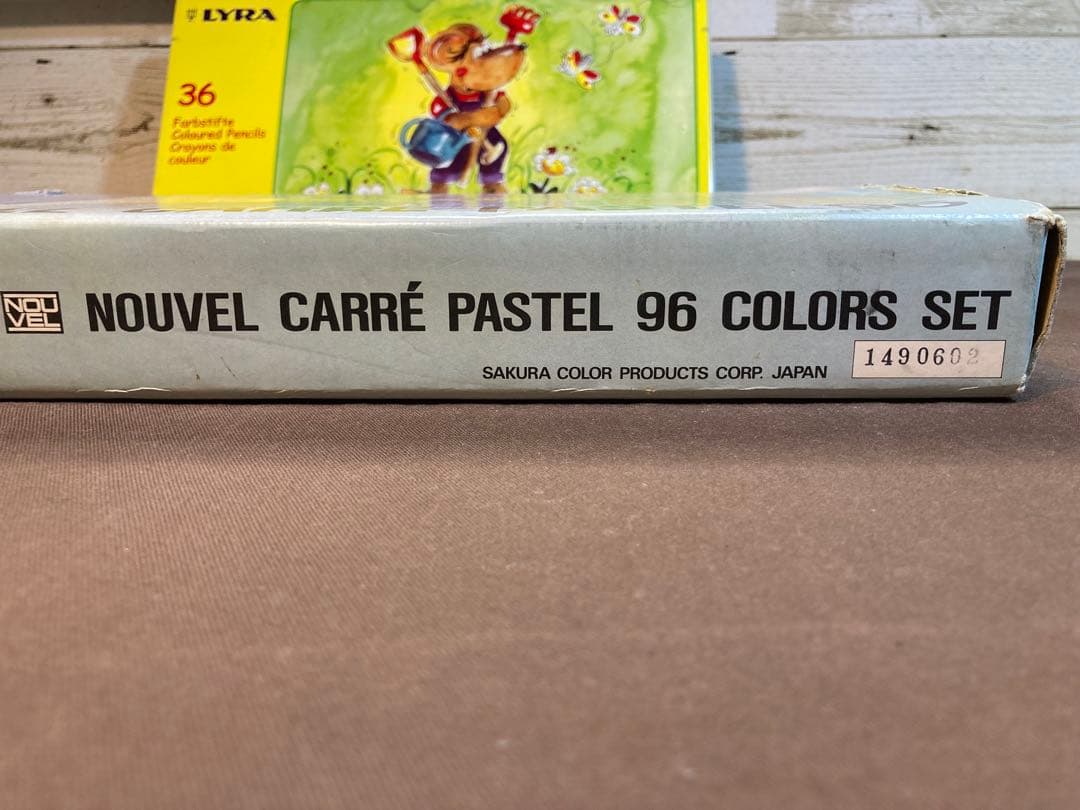 LYRA
36
Farbstifte
Coloured Pencils
Crayons de
couleur
NOU
VEL
NOUVEL CARRÉ PASTEL 96 COLORS SET
SAKURA COLOR PRODUCTS CORP. JAPAN
1490602